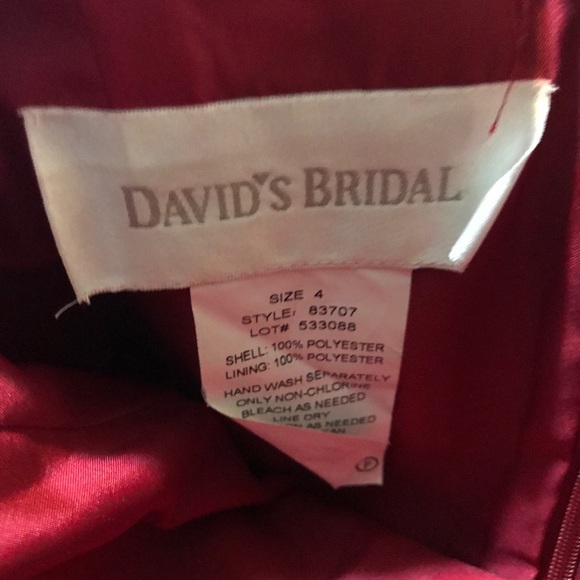 DAVID'S BRIDAL
SIZE 4
STYLE: 83707
LOT# 533088
SHELL: 100% POLYESTER
LINING: 100% POLYESTER
HAND WASH SEPARATELY
ONLY NON-CHLORINE
BLEACH AS NEEDED
LINE DRY
AS NEEDED
P